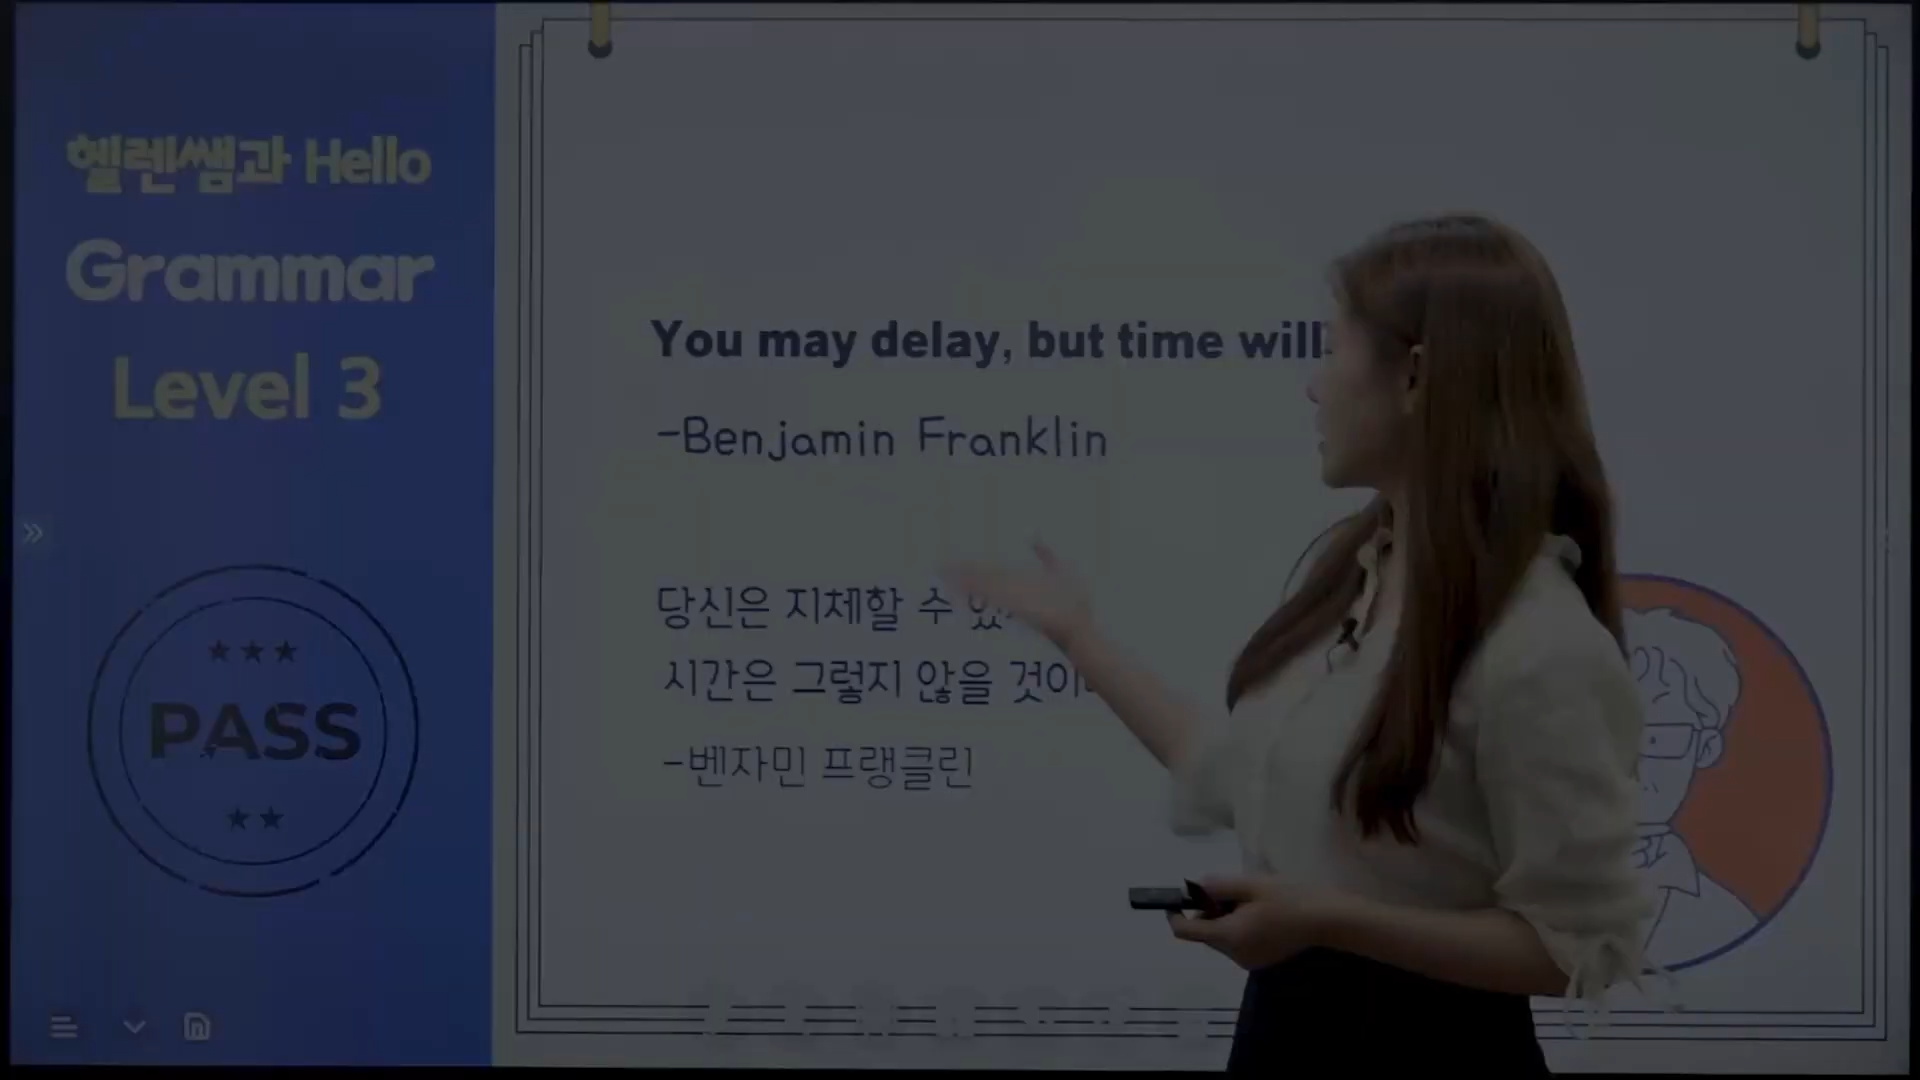 헬렌쌤과 Hello
Grammar
Level 3
★★★
PASS
★★
You may delay, but time will
-Benjamin Franklin
당신은 지체할 수
시간은 그렇지 않을
-벤자민 프랭클린